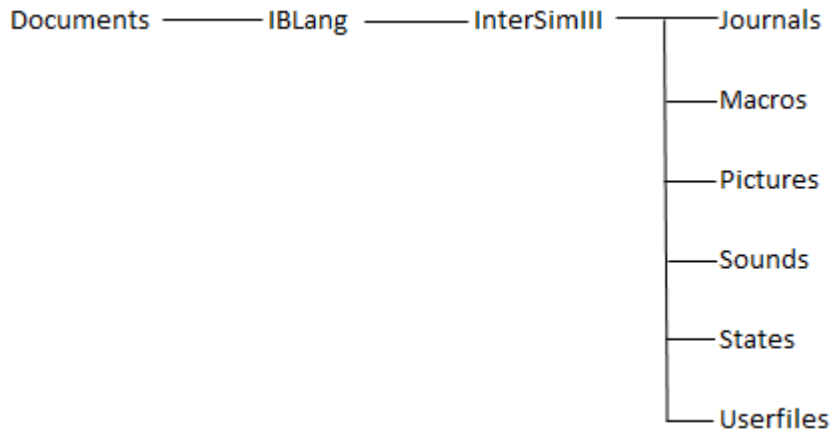 Documents IBLang InterSimIII Journals
Macros
Pictures
Sounds
States
Userfiles